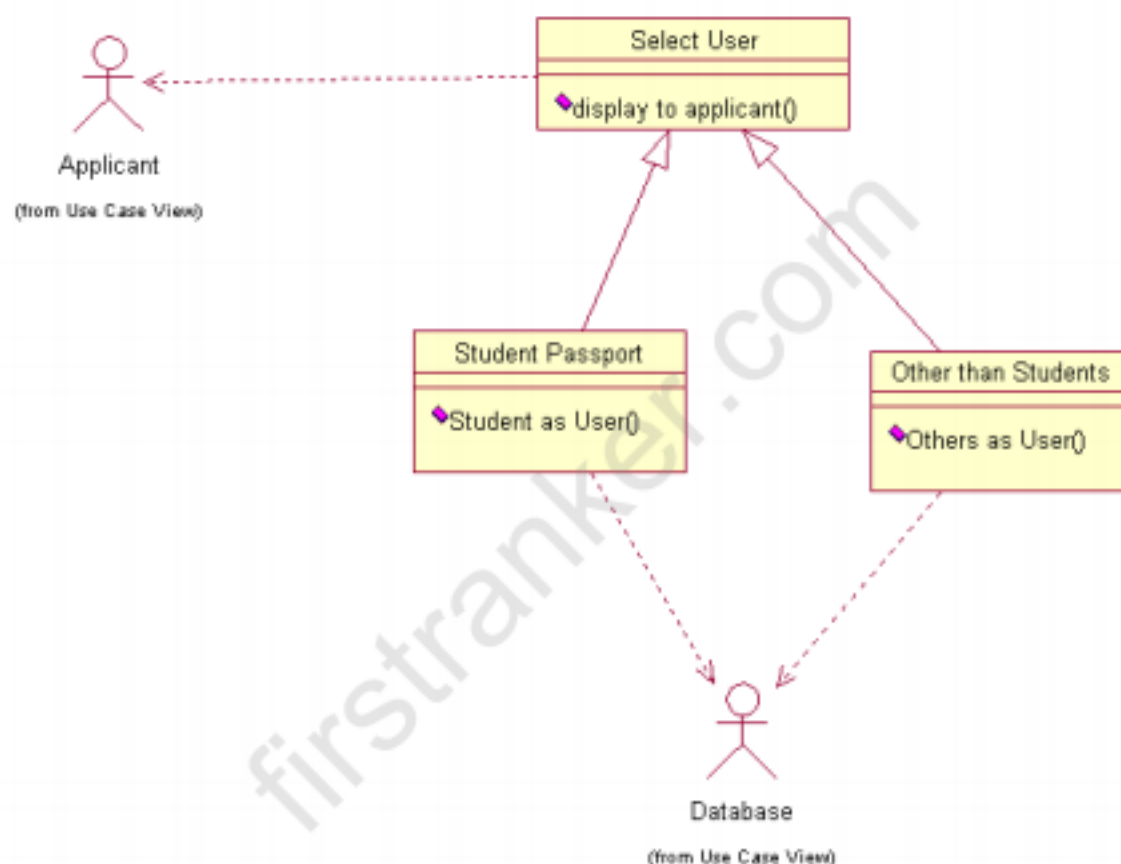 Select User
display to applicant()
Applicant
(from Use Case View)
Student Passport
Student as User()
Other than Students
Others as User()
firstranker.com
Database
(from Use Case View)